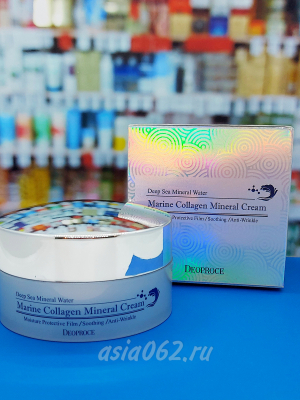 Deep Sea Mineral Water
Marine Collagen Mineral Cream
Moisture Protective Film/Soothing/Anti-Wrinkle
DEOPROCE
Deep Sea Mineral Water
Marine Collagen Mineral Cream
Protective Film/Soothing/Anti-Wrinkle
DEOPROCE
asia062.ru